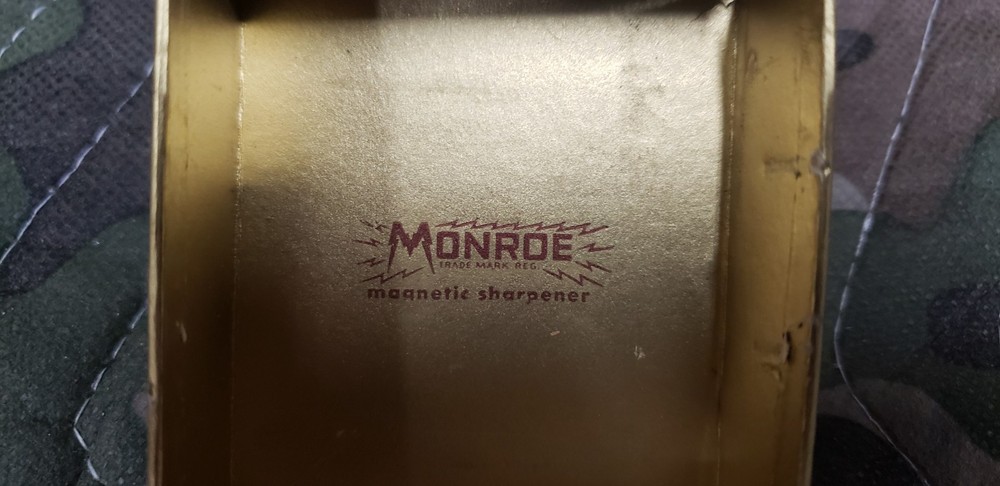 MONROE
TRADE MARK REG.
magnetic sharpener